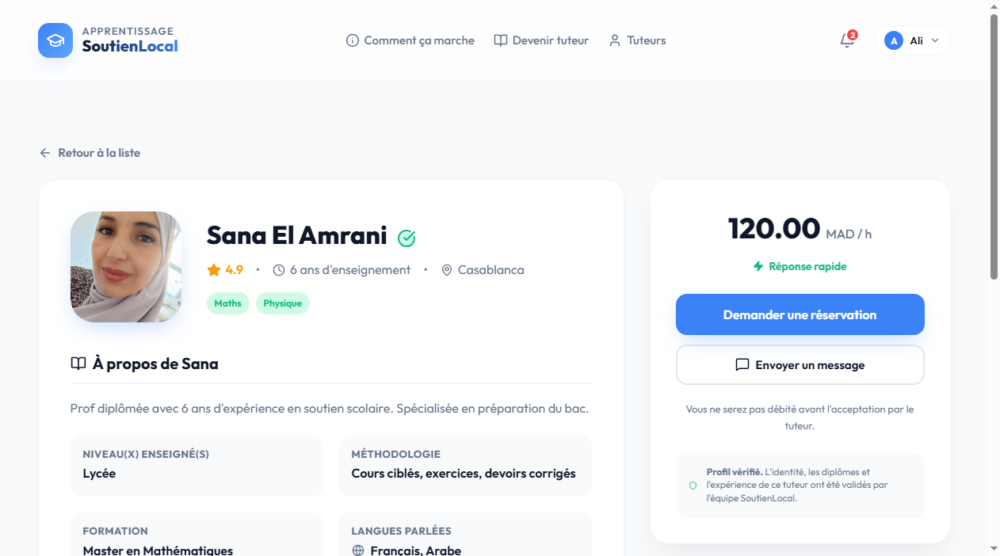 APPRENTISSAGE
SoutienLocal
Comment ça marche
Devenir tuteur
Tuteurs
2
A
Ali
Retour à la liste
Sana El Amrani
4.9 • 6 ans d'enseignement • Casablanca
Maths
Physique
À propos de Sana
Prof diplômée avec 6 ans d'expérience en soutien scolaire. Spécialisée en préparation du bac.
NIVEAU(X) ENSEIGNÉ(S)
Lycée
MÉTHODOLOGIE
Cours ciblés, exercices, devoirs corrigés
FORMATION
Master en Mathématiques
LANGUES PARLÉES
Français, Arabe
120.00 MAD / h
Réponse rapide
Demander une réservation
Envoyer un message
Vous ne serez pas débité avant l'acceptation par le
tuteur.
Profil vérifié. L'identité, les diplômes et
l'expérience de ce tuteur ont été validés par
l'équipe SoutienLocal.